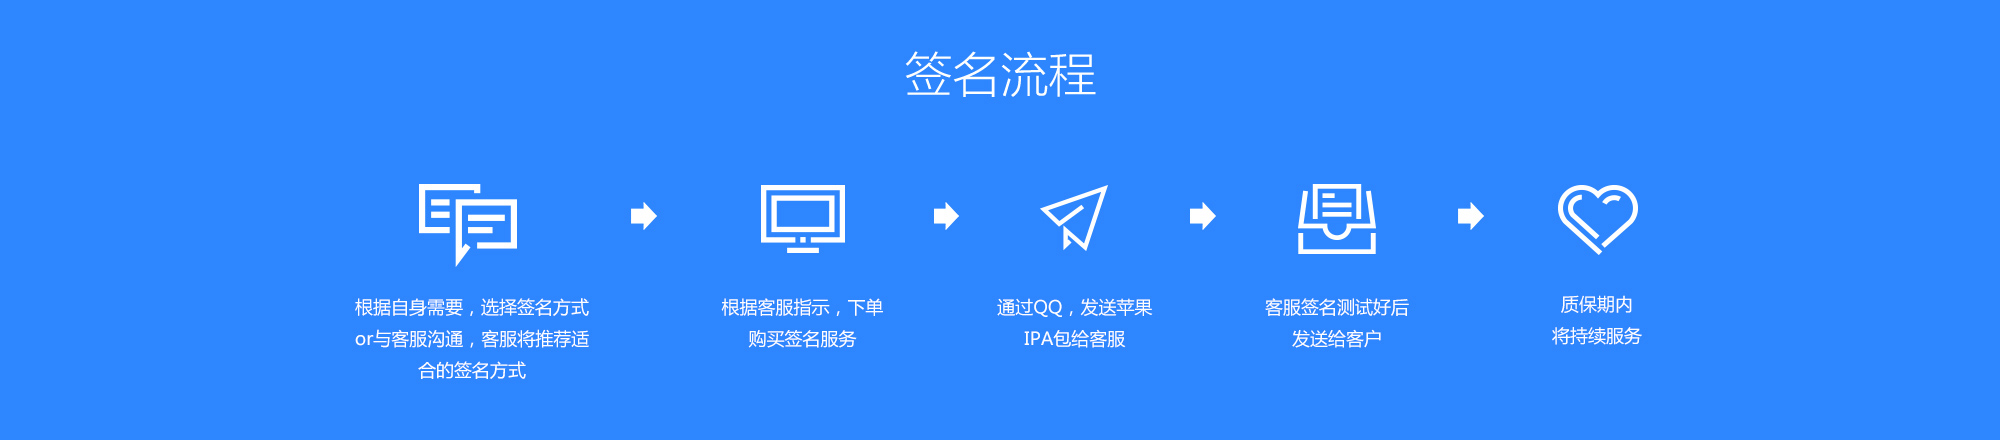 签名流程
根据自身需要，选择签名方式
or与客服沟通，客服将推荐适
合的签名方式
根据客服指示，下单
购买签名服务
通过QQ，发送苹果
IPA包给客服
客服签名测试好后
发送给客户
质保期内
将持续服务